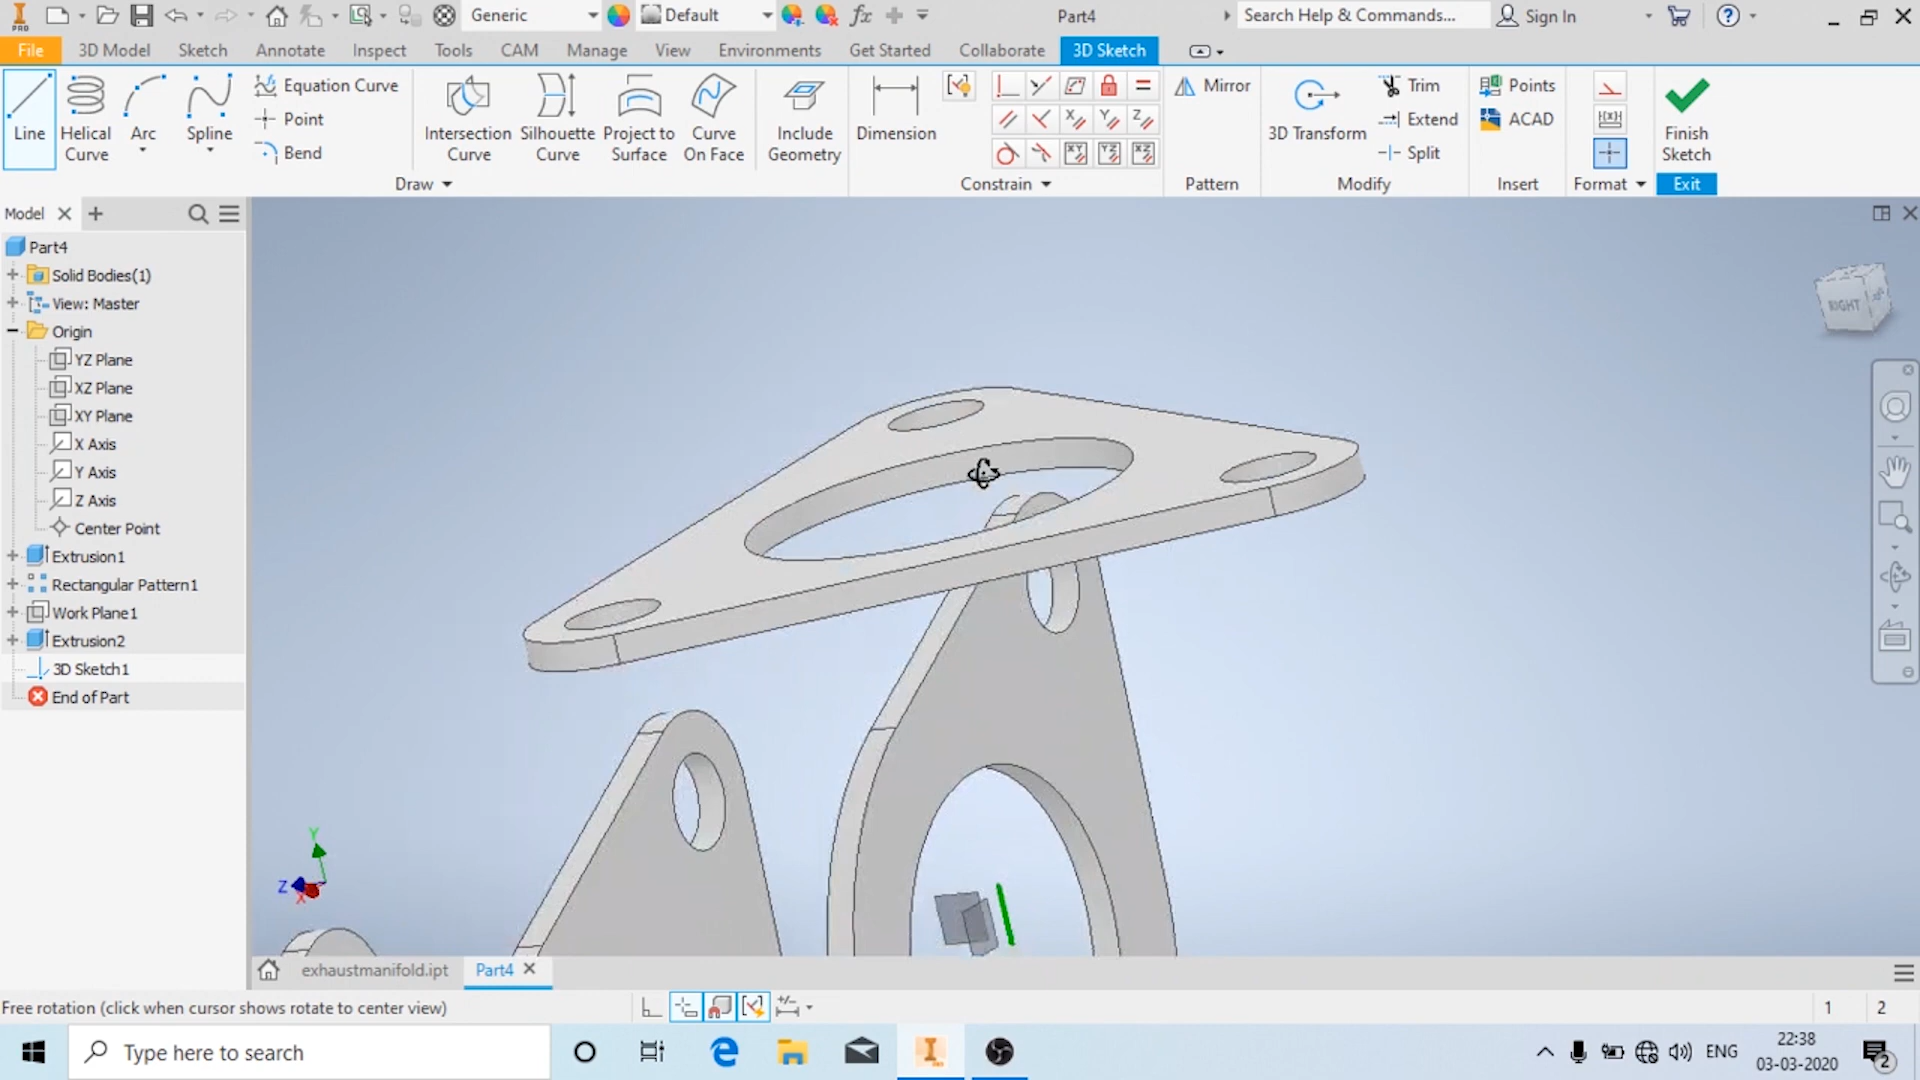 PRO
Generic
Default
fx
Part4
Search Help & Commands...
Sign In
File
3D Model
Sketch
Annotate
Inspect
Tools
CAM
Manage
View
Environments
Get Started
Collaborate
3D Sketch
Line
Helical
Curve
Arc
Spline
Equation Curve
Point
Bend
Draw
Intersection
Curve
Silhouette
Curve
Project to
Surface
Curve
On Face
Include
Geometry
Dimension
Constrain
Mirror
Pattern
3D Transform
Trim
Extend
Split
Modify
Points
ACAD
Insert
Format
Finish
Sketch
Exit
Model
Part4
Solid Bodies(1)
View: Master
Origin
YZ Plane
XZ Plane
XY Plane
X Axis
Y Axis
Z Axis
Center Point
Extrusion1
Rectangular Pattern1
Work Plane1
Extrusion2
3D Sketch1
End of Part
RIGHT
Y
Z
X
exhaustmanifold.ipt
Part4
Free rotation (click when cursor shows rotate to center view)
1
2
Type here to search
ENG
22:38
03-03-2020
2